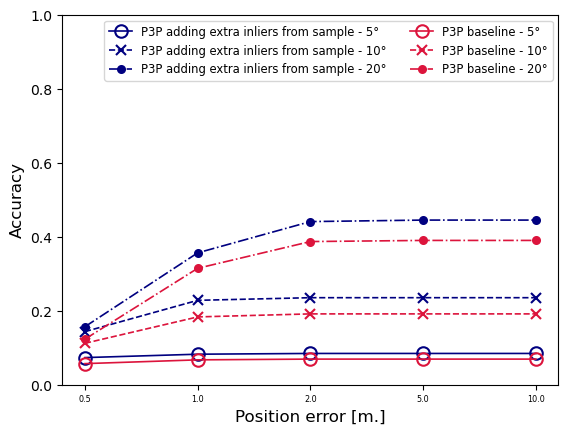 1.0
0.8
0.6
0.4
0.2
0.0
Accuracy
P3P adding extra inliers from sample - 5°
P3P adding extra inliers from sample - 10°
P3P adding extra inliers from sample - 20°
P3P baseline - 5°
P3P baseline - 10°
P3P baseline - 20°
0.5 1.0 2.0 5.0 10.0
Position error [m.]